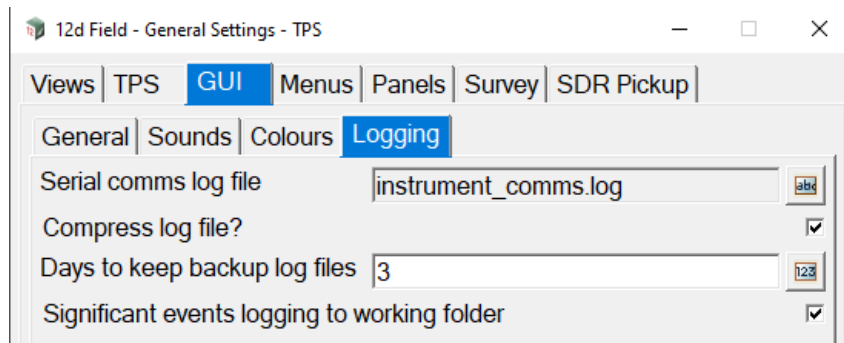 12d Field - General Settings - TPS
Views TPS GUI Menus Panels Survey SDR Pickup
General Sounds Colours Logging
Serial comms log file instrument_comms.log abc
Compress log file?
Days to keep backup log files 3 123
Significant events logging to working folder